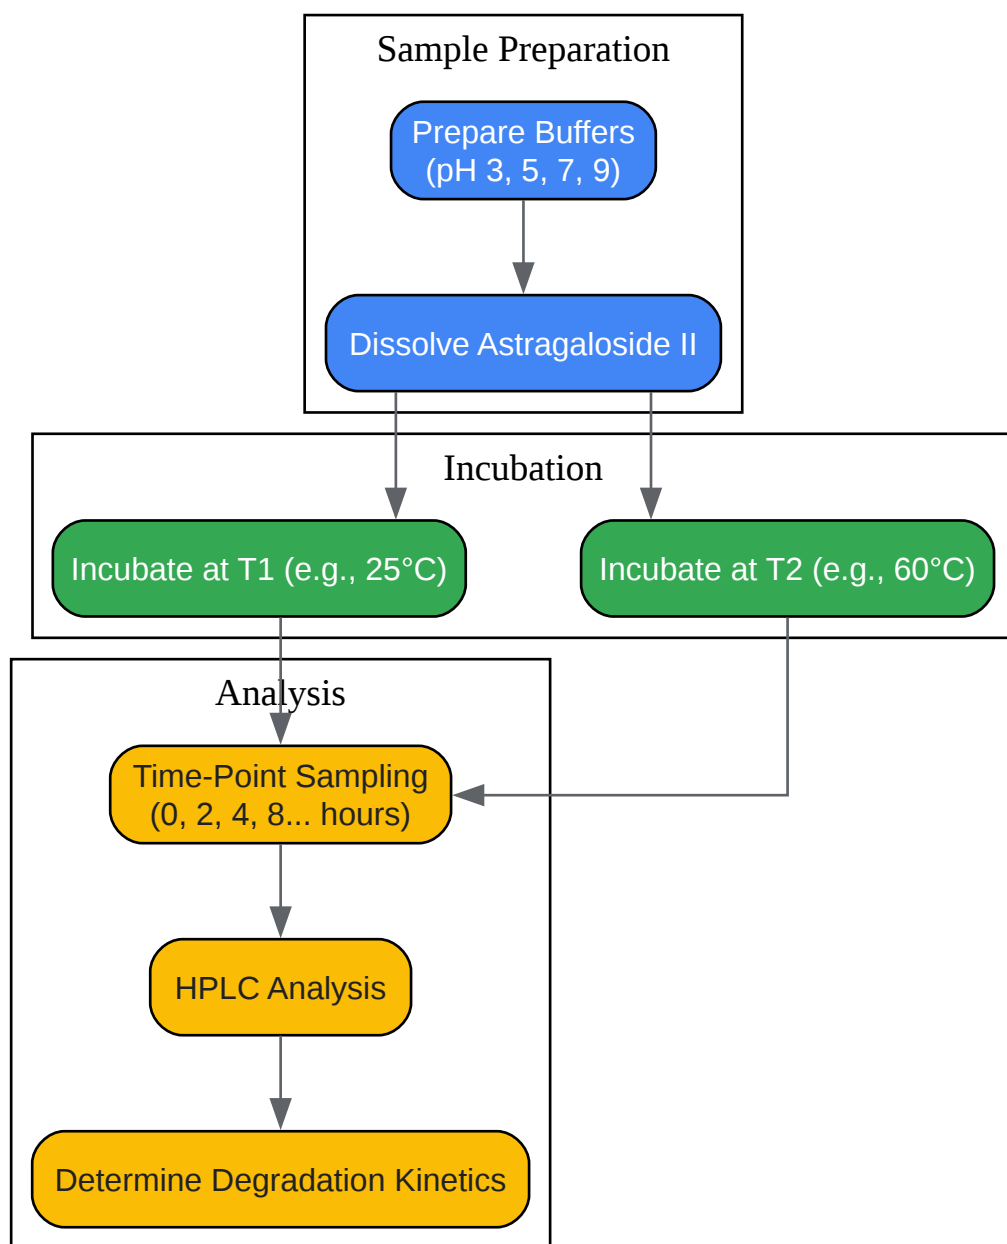 Sample Preparation
Prepare Buffers
(pH 3, 5, 7, 9)
Dissolve Astragaloside II
Incubation
Incubate at T1 (e.g., 25°C)
Incubate at T2 (e.g., 60°C)
Analysis
Time-Point Sampling
(0, 2, 4, 8... hours)
HPLC Analysis
Determine Degradation Kinetics